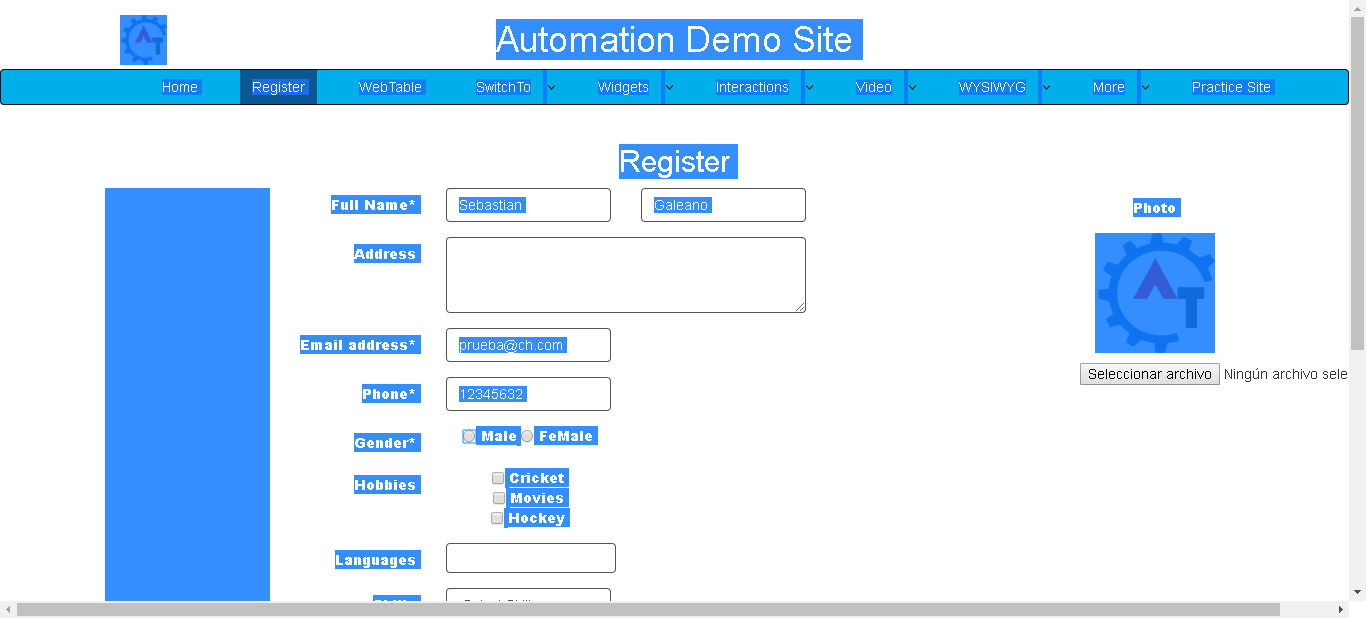 Automation Demo Site
Home Register WebTable SwitchTo Widgets Interactions Video WYSIWYG More Practice Site
Register
Full Name* Sebastian Galeano
Photo
Address
Email address* prueba@ch.com
Seleccionar archivo Ningún archivo sele
Phone* 12345632
Gender* Male FeMale
Hobbies Cricket
Movies
Hockey
Languages